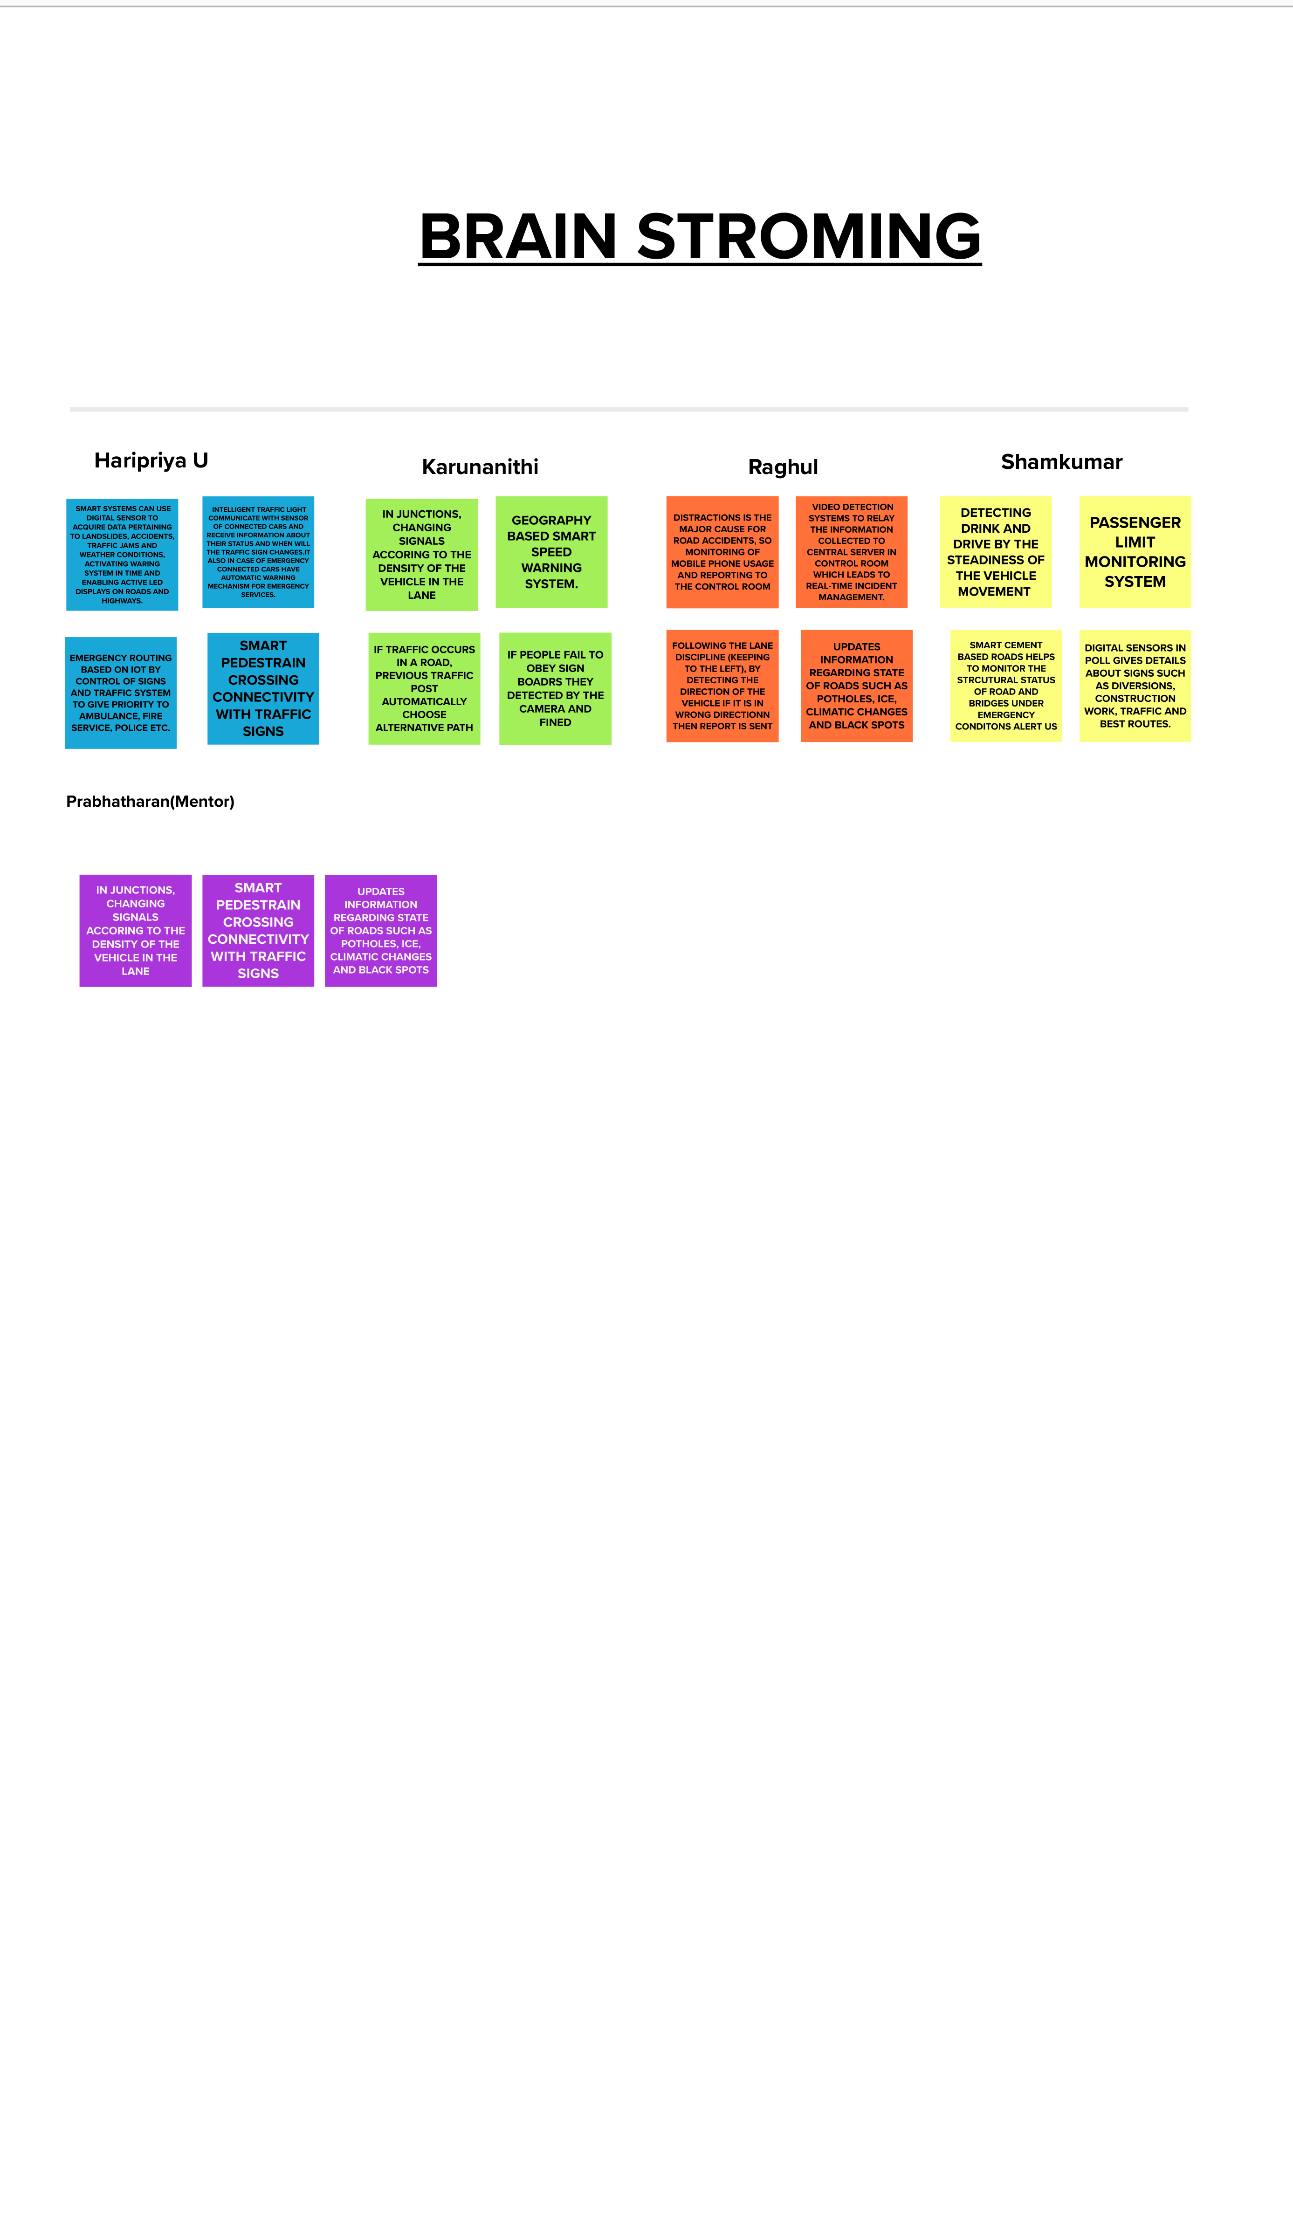 BRAIN STROMING
Haripriya U
SMART SYSTEMS CAN USE
DIGITAL SENSOR TO
ACQUIRE DATA PERTAINING
TO LANDSLIDES, ACCIDENTS,
TRAFFIC JAMS AND
WEATHER CONDITIONS,
ACTIVATING WARING
SYSTEM IN TIME AND
ENABLING ACTIVE LED
DISPLAYS ON ROADS AND
HIGHWAYS.
INTELLIGENT TRAFFIC LIGHT
COMMUNICATE WITH SENSOR
OF CONNECTED CARS AND
RECEIVE INFORMATION ABOUT
THEIR STATUS AND WHEN WILL
THE TRAFFIC SIGN CHANGES.IT
ALSO IN CASE OF EMERGENCY
CONNECTED CARS HAVE
AUTOMATIC WARNING
MECHANISM FOR EMERGENCY
SERVICES.
EMERGENCY ROUTING
BASED ON IOT BY
CONTROL OF SIGNS
AND TRAFFIC SYSTEM
TO GIVE PRIORITY TO
AMBULANCE, FIRE
SERVICE, POLICE ETC.
SMART
PEDESTRAIN
CROSSING
CONNECTIVITY
WITH TRAFFIC
SIGNS
Karunanithi
IN JUNCTIONS,
CHANGING
SIGNALS
ACCORING TO THE
DENSITY OF THE
VEHICLE IN THE
LANE
GEOGRAPHY
BASED SMART
SPEED
WARNING
SYSTEM.
IF TRAFFIC OCCURS
IN A ROAD,
PREVIOUS TRAFFIC
POST
AUTOMATICALLY
CHOOSE
ALTERNATIVE PATH
IF PEOPLE FAIL TO
OBEY SIGN
BOADRS THEY
DETECTED BY THE
CAMERA AND
FINED
Raghul
DISTRACTIONS IS THE
MAJOR CAUSE FOR
ROAD ACCIDENTS, SO
MONITORING OF
MOBILE PHONE USAGE
AND REPORTING TO
THE CONTROL ROOM
VIDEO DETECTION
SYSTEMS TO RELAY
THE INFORMATION
COLLECTED TO
CENTRAL SERVER IN
CONTROL ROOM
WHICH LEADS TO
REAL-TIME INCIDENT
MANAGEMENT.
FOLLOWING THE LANE
DISCIPLINE (KEEPING
TO THE LEFT), BY
DETECTING THE
DIRECTION OF THE
VEHICLE IF IT IS IN
WRONG DIRECTIONN
THEN REPORT IS SENT
UPDATES
INFORMATION
REGARDING STATE
OF ROADS SUCH AS
POTHOLES, ICE,
CLIMATIC CHANGES
AND BLACK SPOTS
Shamkumar
DETECTING
DRINK AND
DRIVE BY THE
STEADINESS OF
THE VEHICLE
MOVEMENT
PASSENGER
LIMIT
MONITORING
SYSTEM
SMART CEMENT
BASED ROADS HELPS
TO MONITOR THE
STRCUTURAL STATUS
OF ROAD AND
BRIDGES UNDER
EMERGENCY
CONDITONS ALERT US
DIGITAL SENSORS IN
POLL GIVES DETAILS
ABOUT SIGNS SUCH
AS DIVERSIONS,
CONSTRUCTION
WORK, TRAFFIC AND
BEST ROUTES.
Prabhatharan(Mentor)
IN JUNCTIONS,
CHANGING
SIGNALS
ACCORING TO THE
DENSITY OF THE
VEHICLE IN THE
LANE
SMART
PEDESTRAIN
CROSSING
CONNECTIVITY
WITH TRAFFIC
SIGNS
UPDATES
INFORMATION
REGARDING STATE
OF ROADS SUCH AS
POTHOLES, ICE,
CLIMATIC CHANGES
AND BLACK SPOTS